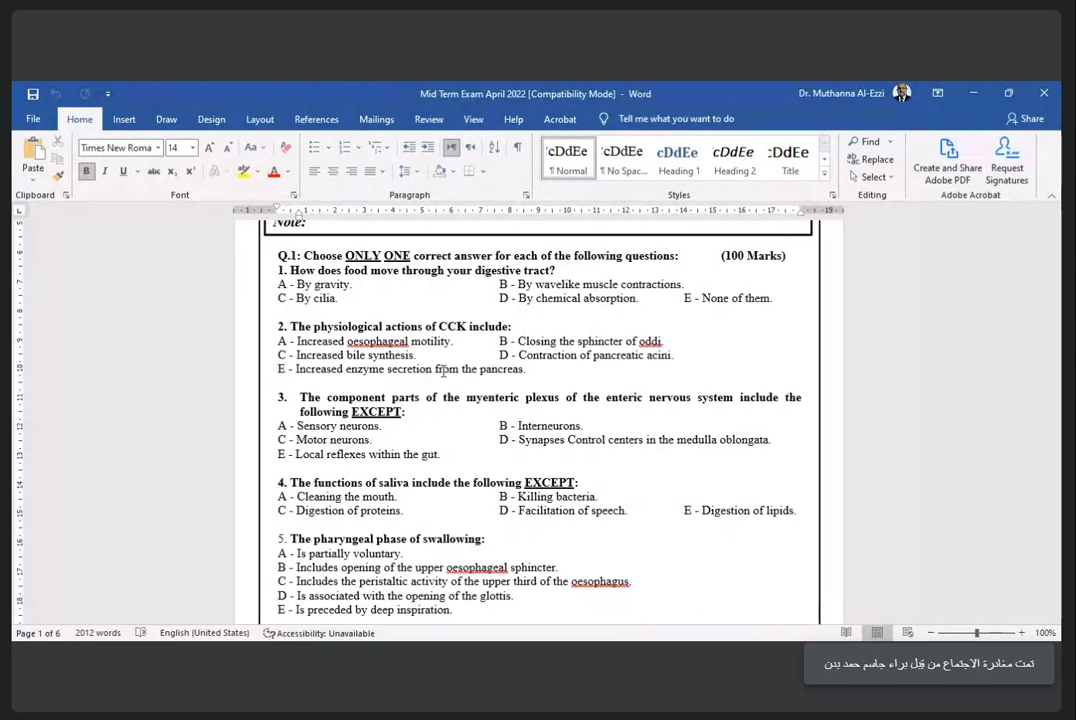 Mid Term Exam April 2022 [Compatibility Mode] - Word
Dr. Muthanna Al-Ezzi
File Home Insert Draw Design Layout References Mailings Review View Help Acrobat Tell me what you want to do Share
Paste
Times New Roma 14
B I U abc X₂ X² A A Aa A
cDdEe cDdEe cDdEe cDdEe :DdEe
¶ Normal ¶ No Spac... Heading 1 Heading 2 Title
Find
Replace
Select
Create and Share Adobe PDF
Request Signatures
Clipboard Font Paragraph Styles Editing Adobe Acrobat
Note:
Q.1: Choose ONLY ONE correct answer for each of the following questions: (100 Marks)
1. How does food move through your digestive tract?
A - By gravity. B - By wavelike muscle contractions.
C - By cilia. D - By chemical absorption. E - None of them.
2. The physiological actions of CCK include:
A - Increased oesophageal motility. B - Closing the sphincter of oddi.
C - Increased bile synthesis. D - Contraction of pancreatic acini.
E - Increased enzyme secretion from the pancreas.
3. The component parts of the myenteric plexus of the enteric nervous system include the
following EXCEPT:
A - Sensory neurons. B - Interneurons.
C - Motor neurons. D - Synapses Control centers in the medulla oblongata.
E - Local reflexes within the gut.
4. The functions of saliva include the following EXCEPT:
A - Cleaning the mouth. B - Killing bacteria.
C - Digestion of proteins. D - Facilitation of speech. E - Digestion of lipids.
5. The pharyngeal phase of swallowing:
A - Is partially voluntary.
B - Includes opening of the upper oesophageal sphincter.
C - Includes the peristaltic activity of the upper third of the oesophagus.
D - Is associated with the opening of the glottis.
E - Is preceded by deep inspiration.
Page 1 of 6 2012 words English (United States) Accessibility: Unavailable 100%
تمت مغادرة الاجتماع من قِبل براء جاسم حمد بدن